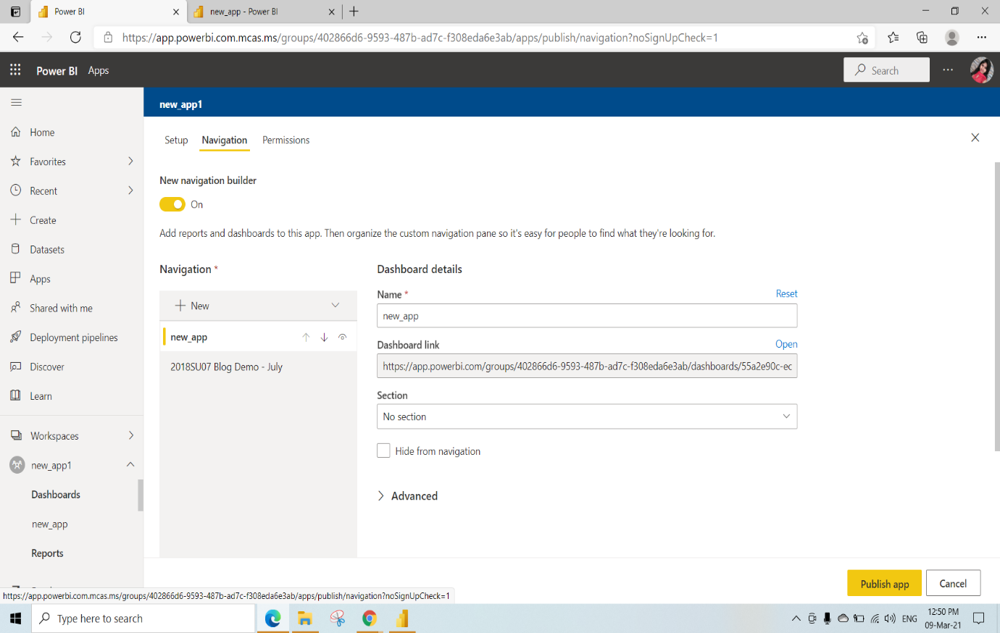 Power BI
new_app - Power BI
https://app.powerbi.com.mcas.ms/groups/402866d6-9593-487b-ad7c-f308eda6e3ab/apps/publish/navigation?noSignUpCheck=1
Power BI Apps
Search
new_app1
Home
Favorites
Recent
Create
Datasets
Apps
Shared with me
Deployment pipelines
Discover
Learn
Workspaces
new_app1
Dashboards
new_app
Reports
Setup Navigation Permissions
New navigation builder
On
Add reports and dashboards to this app. Then organize the custom navigation pane so it's easy for people to find what they're looking for.
Navigation *
New
new_app
2018SU07 Blog Demo - July
Dashboard details
Name * Reset
new_app
Dashboard link Open
https://app.powerbi.com/groups/402866d6-9593-487b-ad7c-f308eda6e3ab/dashboards/55a2e90c-ec
Section
No section
Hide from navigation
Advanced
Publish app Cancel
https://app.powerbi.com.mcas.ms/groups/402866d6-9593-487b-ad7c-f308eda6e3ab/apps/publish/navigation?noSignUpCheck=1
Type here to search
ENG
12:50 PM
09-Mar-21